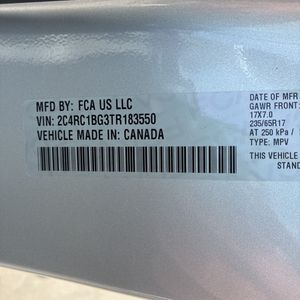 MFD BY: FCA US LLC
VIN: 2C4RC1BG3TR183550
VEHICLE MADE IN: CANADA
DATE OF MFR
GAWR FRONT:
17X7.0
235/65R17
AT 250 kPa /
TYPE: MPV
THIS VEHICLE
STAND